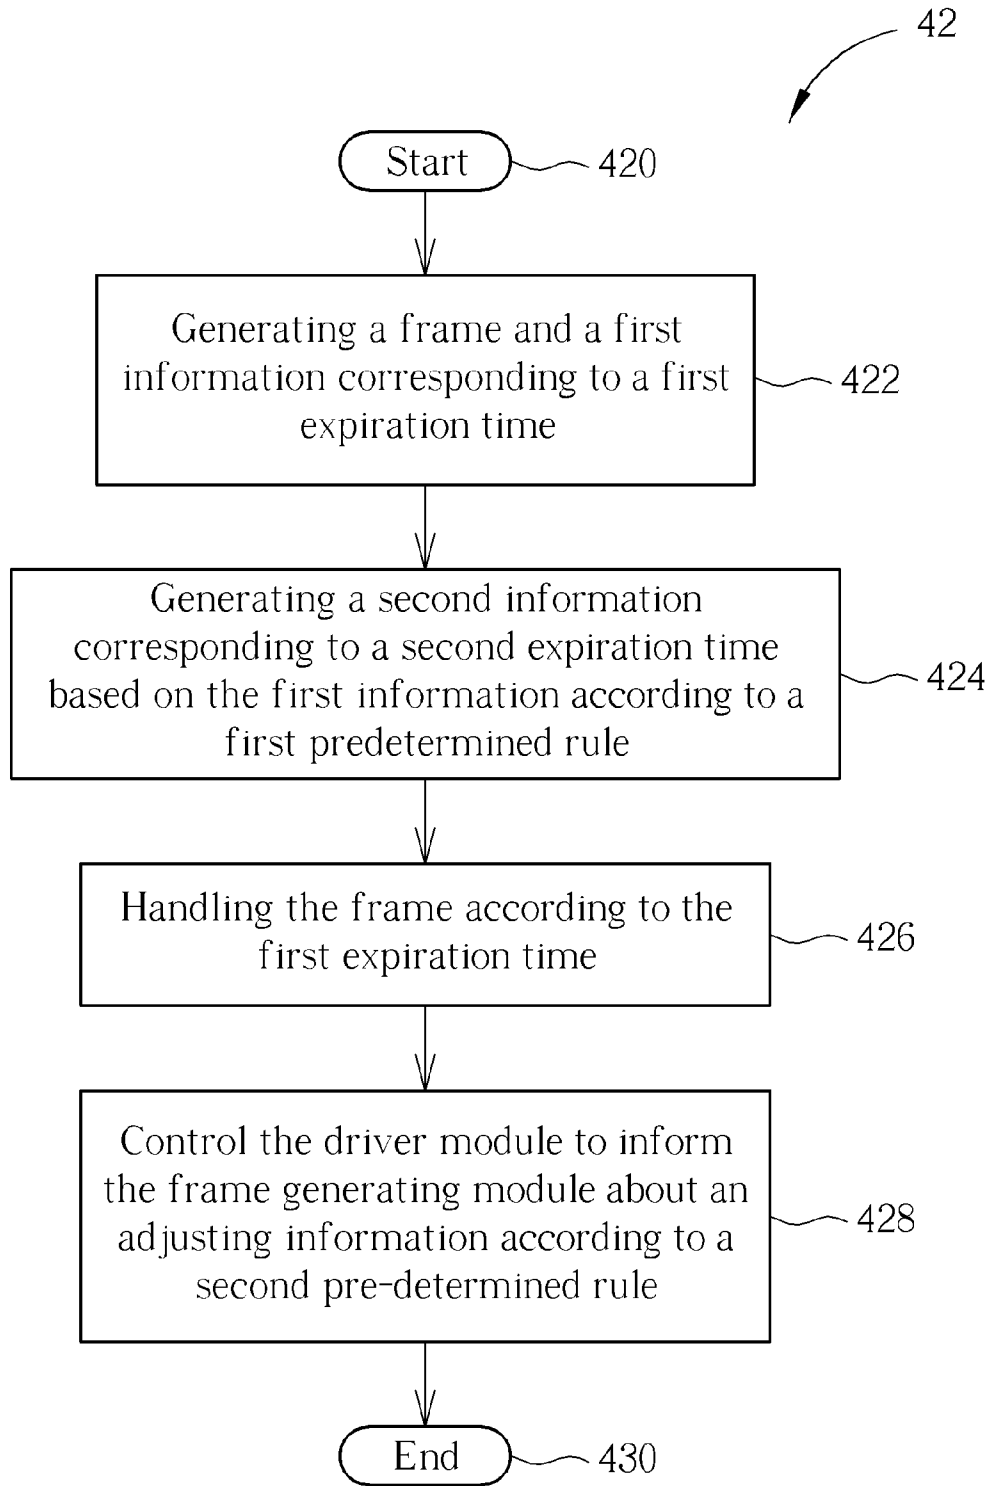 42
Start
420
Generating a frame and a first
information corresponding to a first
expiration time
422
Generating a second information
corresponding to a second expiration time
based on the first information according to a
first predetermined rule
424
Handling the frame according to the
first expiration time
426
Control the driver module to inform
the frame generating module about an
adjusting information according to a
second pre-determined rule
428
End
430